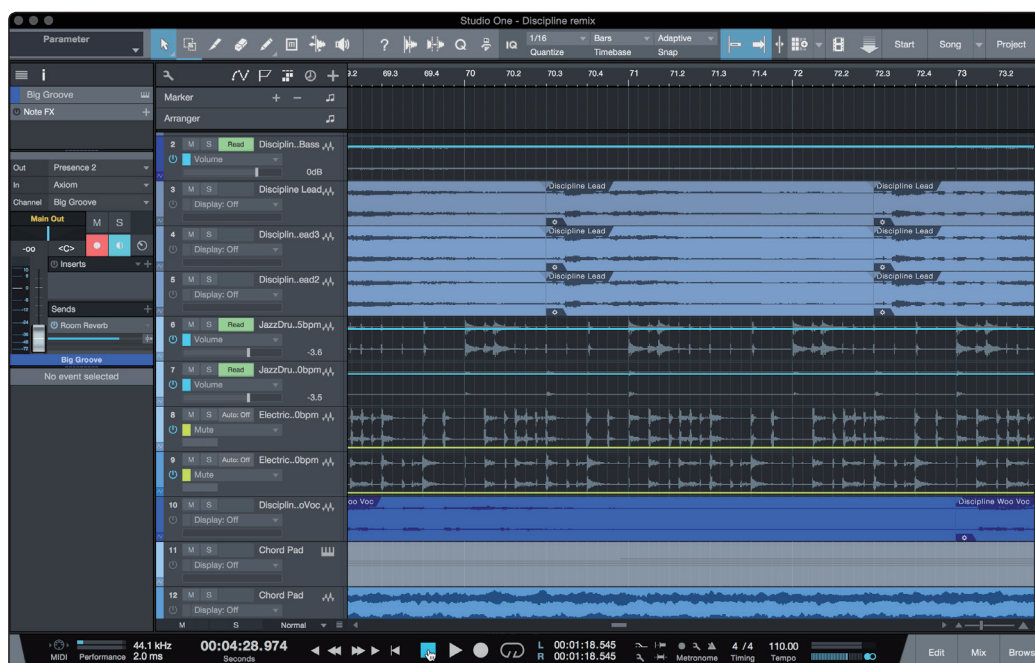 Studio One - Discipline remix
Parameter
1/16 Bars Adaptive
IQ Quantize Timebase Snap
Start Song Project
9.2 69.3 69.4 70 70.2 70.3 70.4 71 71.2 71.3 71.4 72 72.2 72.3 72.4 73 73.2
Big Groove
Note FX
Marker
Arranger
2 M S Read Disciplin..Bass
Volume
0dB
Out Presence 2
In Axiom
Channel Big Groove
Main Out M S
-oo <C>
Inserts
Sends
Room Reverb
Big Groove
No event selected
3 M S Discipline Lead
Display: Off
Discipline Lead Discipline Lead
4 M S Disciplin..ead3
Display: Off
Discipline Lead Discipline Lead
5 M S Disciplin...ead2
Display: Off
Discipline Lead Discipline Lead
6 M S Read JazzDru..5bpm
Volume
-3.6
7 M S Read JazzDru..0bpm
Volume
-3.5
8 M S Auto: Off Electric..0bpm
Mute
9 M S Auto: Off Electric..0bpm
Mute
10 M S Disciplin..oVoc
Display: Off
oo Voc Discipline Woo Voc
11 M S Chord Pad
Display: Off
12 M S Chord Pad
Display: Off
M S Normal
MIDI Performance 44.1 kHz 2.0 ms
00:04:28.974
Seconds
L 00:01:18.545
R 00:01:18.545
Metronome
4 / 4 Timing
110.00 Tempo
Edit Mix Brows